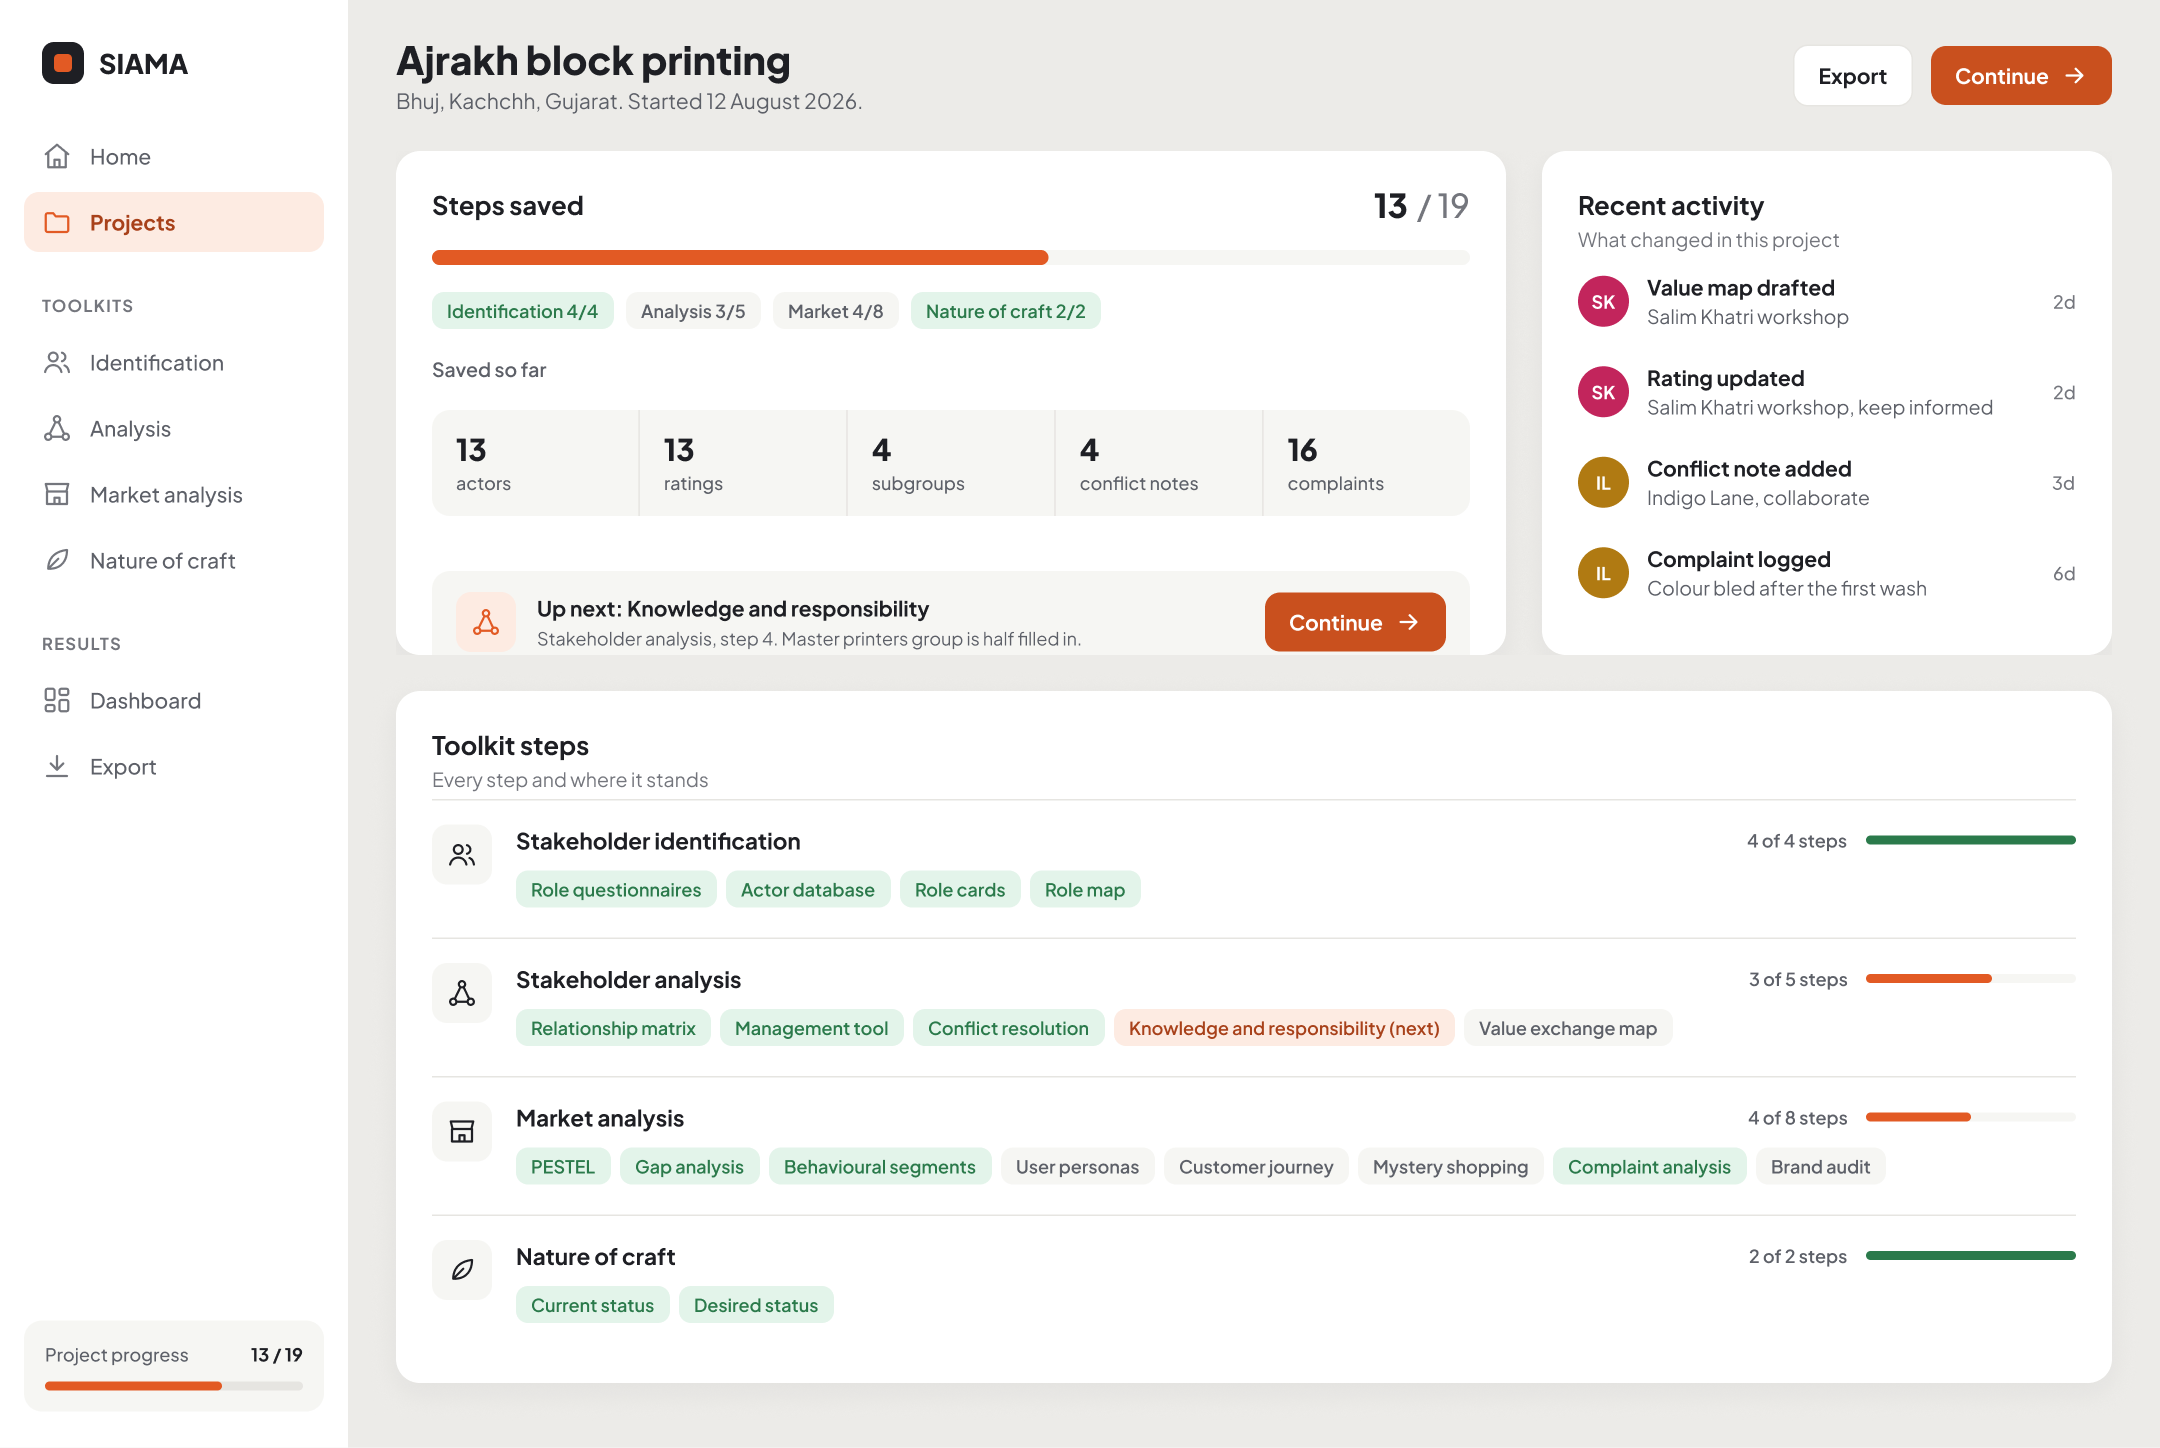 SIAMA
Home
Projects
TOOLKITS
Identification
Analysis
Market analysis
Nature of craft
RESULTS
Dashboard
Export
Project progress 13 / 19
Ajrakh block printing
Bhuj, Kachchh, Gujarat. Started 12 August 2026.
Export
Continue
Steps saved 13 / 19
Identification 4/4 Analysis 3/5 Market 4/8 Nature of craft 2/2
Saved so far
13 13 4 4 16
actors ratings subgroups conflict notes complaints
Up next: Knowledge and responsibility
Stakeholder analysis, step 4. Master printers group is half filled in.
Continue
Recent activity
What changed in this project
SK Value map drafted 2d
Salim Khatri workshop
SK Rating updated 2d
Salim Khatri workshop, keep informed
IL Conflict note added 3d
Indigo Lane, collaborate
IL Complaint logged 6d
Colour bled after the first wash
Toolkit steps
Every step and where it stands
Stakeholder identification 4 of 4 steps
Role questionnaires Actor database Role cards Role map
Stakeholder analysis 3 of 5 steps
Relationship matrix Management tool Conflict resolution Knowledge and responsibility (next) Value exchange map
Market analysis 4 of 8 steps
PESTEL Gap analysis Behavioural segments User personas Customer journey Mystery shopping Complaint analysis Brand audit
Nature of craft 2 of 2 steps
Current status Desired status